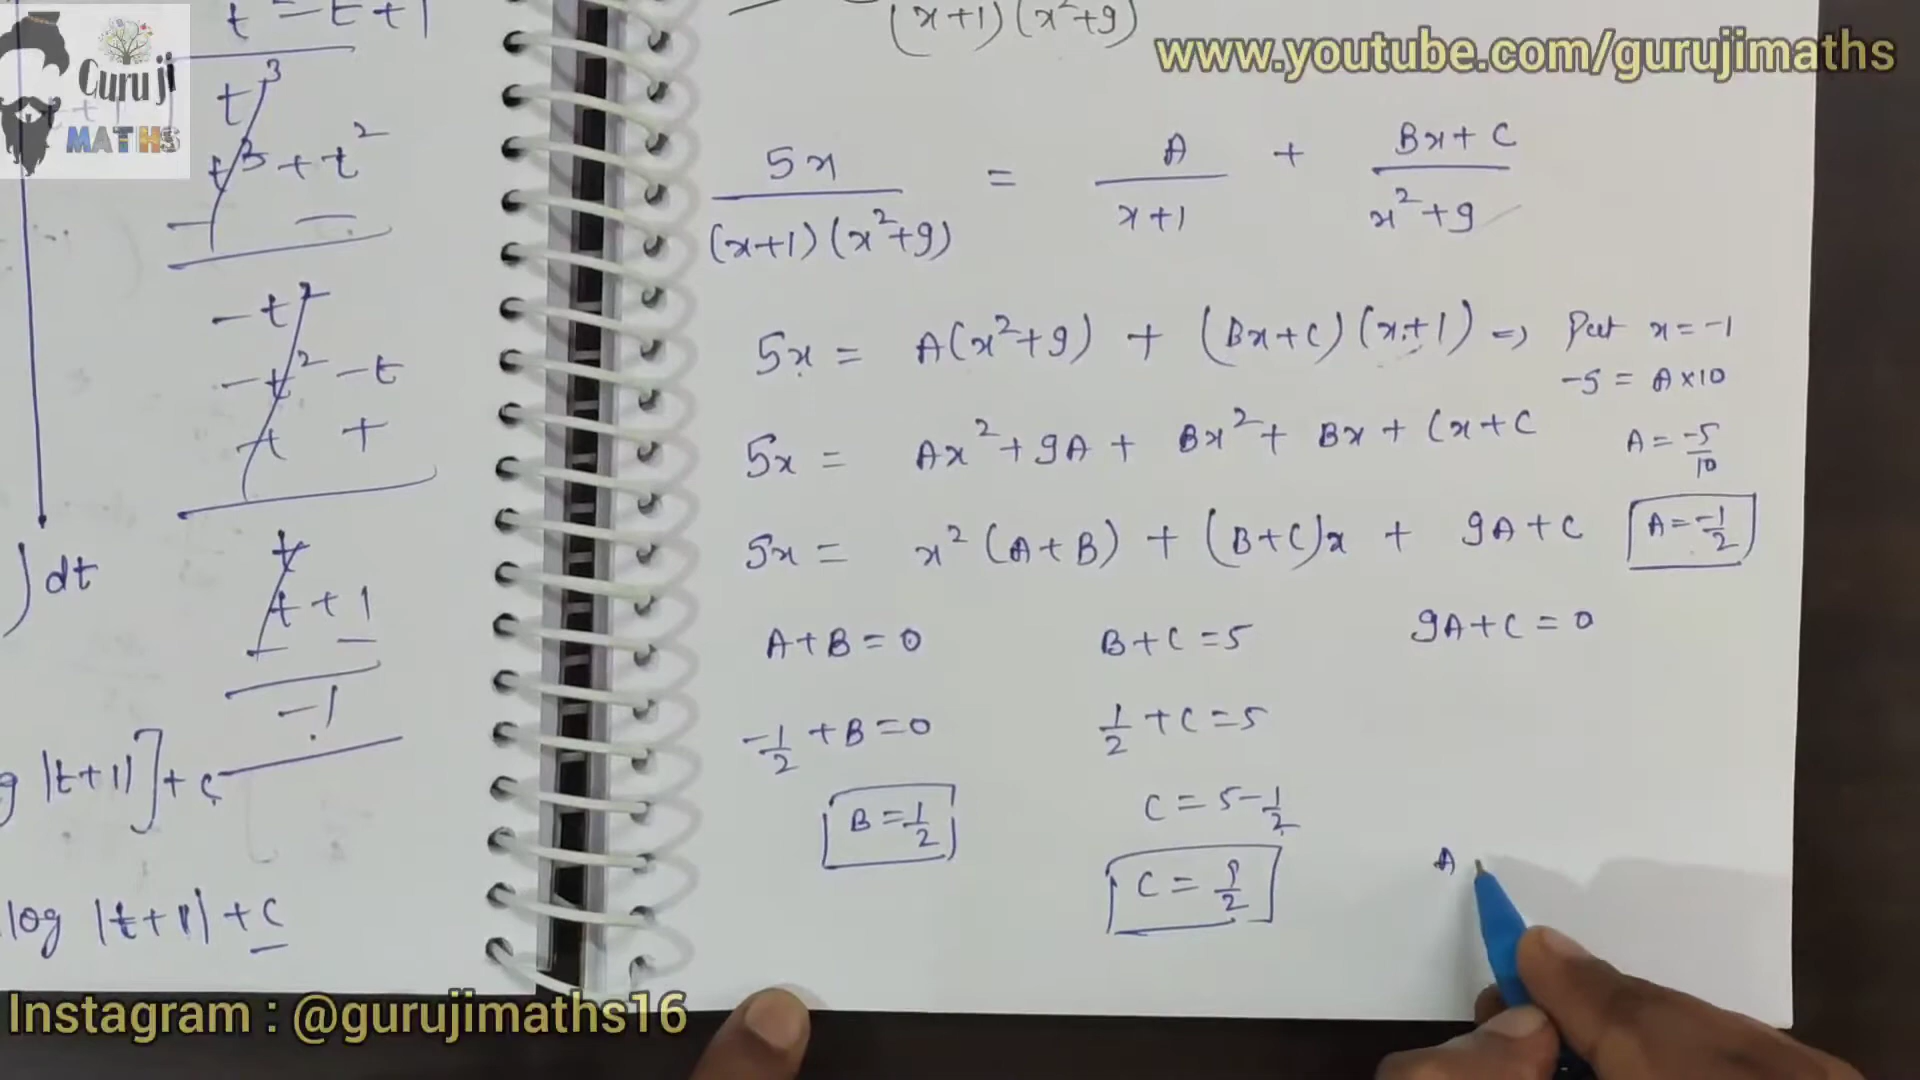 t² - t + 1
Guru ji
MATHS
t³
t³ + t²
- -
-t²
-t² - t
+ +
t
t + 1
- -
-1
) dt
g |t+1|] + c
log |t+1| + c
(x+1)(x²+9)
www.youtube.com/gurujimaths
5x/((x+1)(x²+9)) = A/(x+1) + (Bx+C)/(x²+9)
5x = A(x²+9) + (Bx+C)(x+1) => Put x = -1
-5 = A×10
5x = Ax² + 9A + Bx² + Bx + Cx + C
A = -5/10
5x = x²(A+B) + (B+C)x + 9A+C
A = -1/2
A+B = 0 B+C = 5 9A+C = 0
-1/2 + B = 0 1/2 + C = 5
B = 1/2 C = 5 - 1/2
C = 9/2
A
Instagram : @gurujimaths16